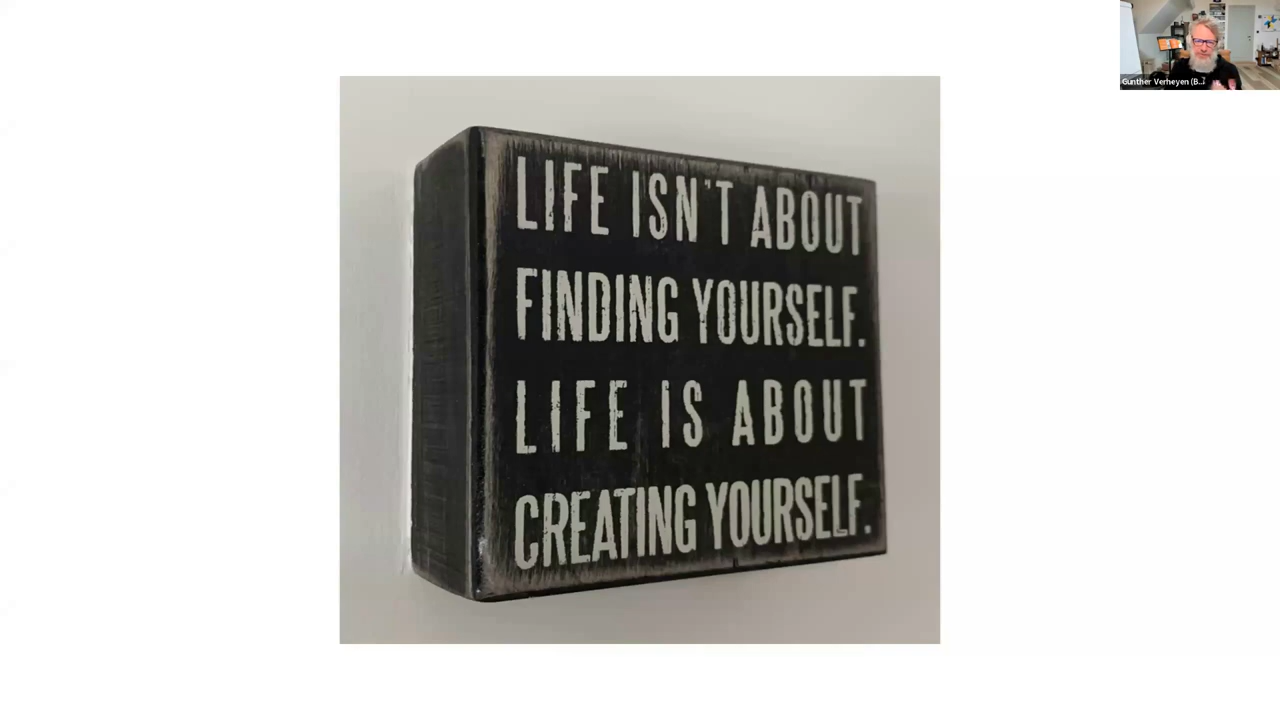 LIFE ISN'T ABOUT
FINDING YOURSELF.
LIFE IS ABOUT
CREATING YOURSELF.
Gunther Verheyen (B...